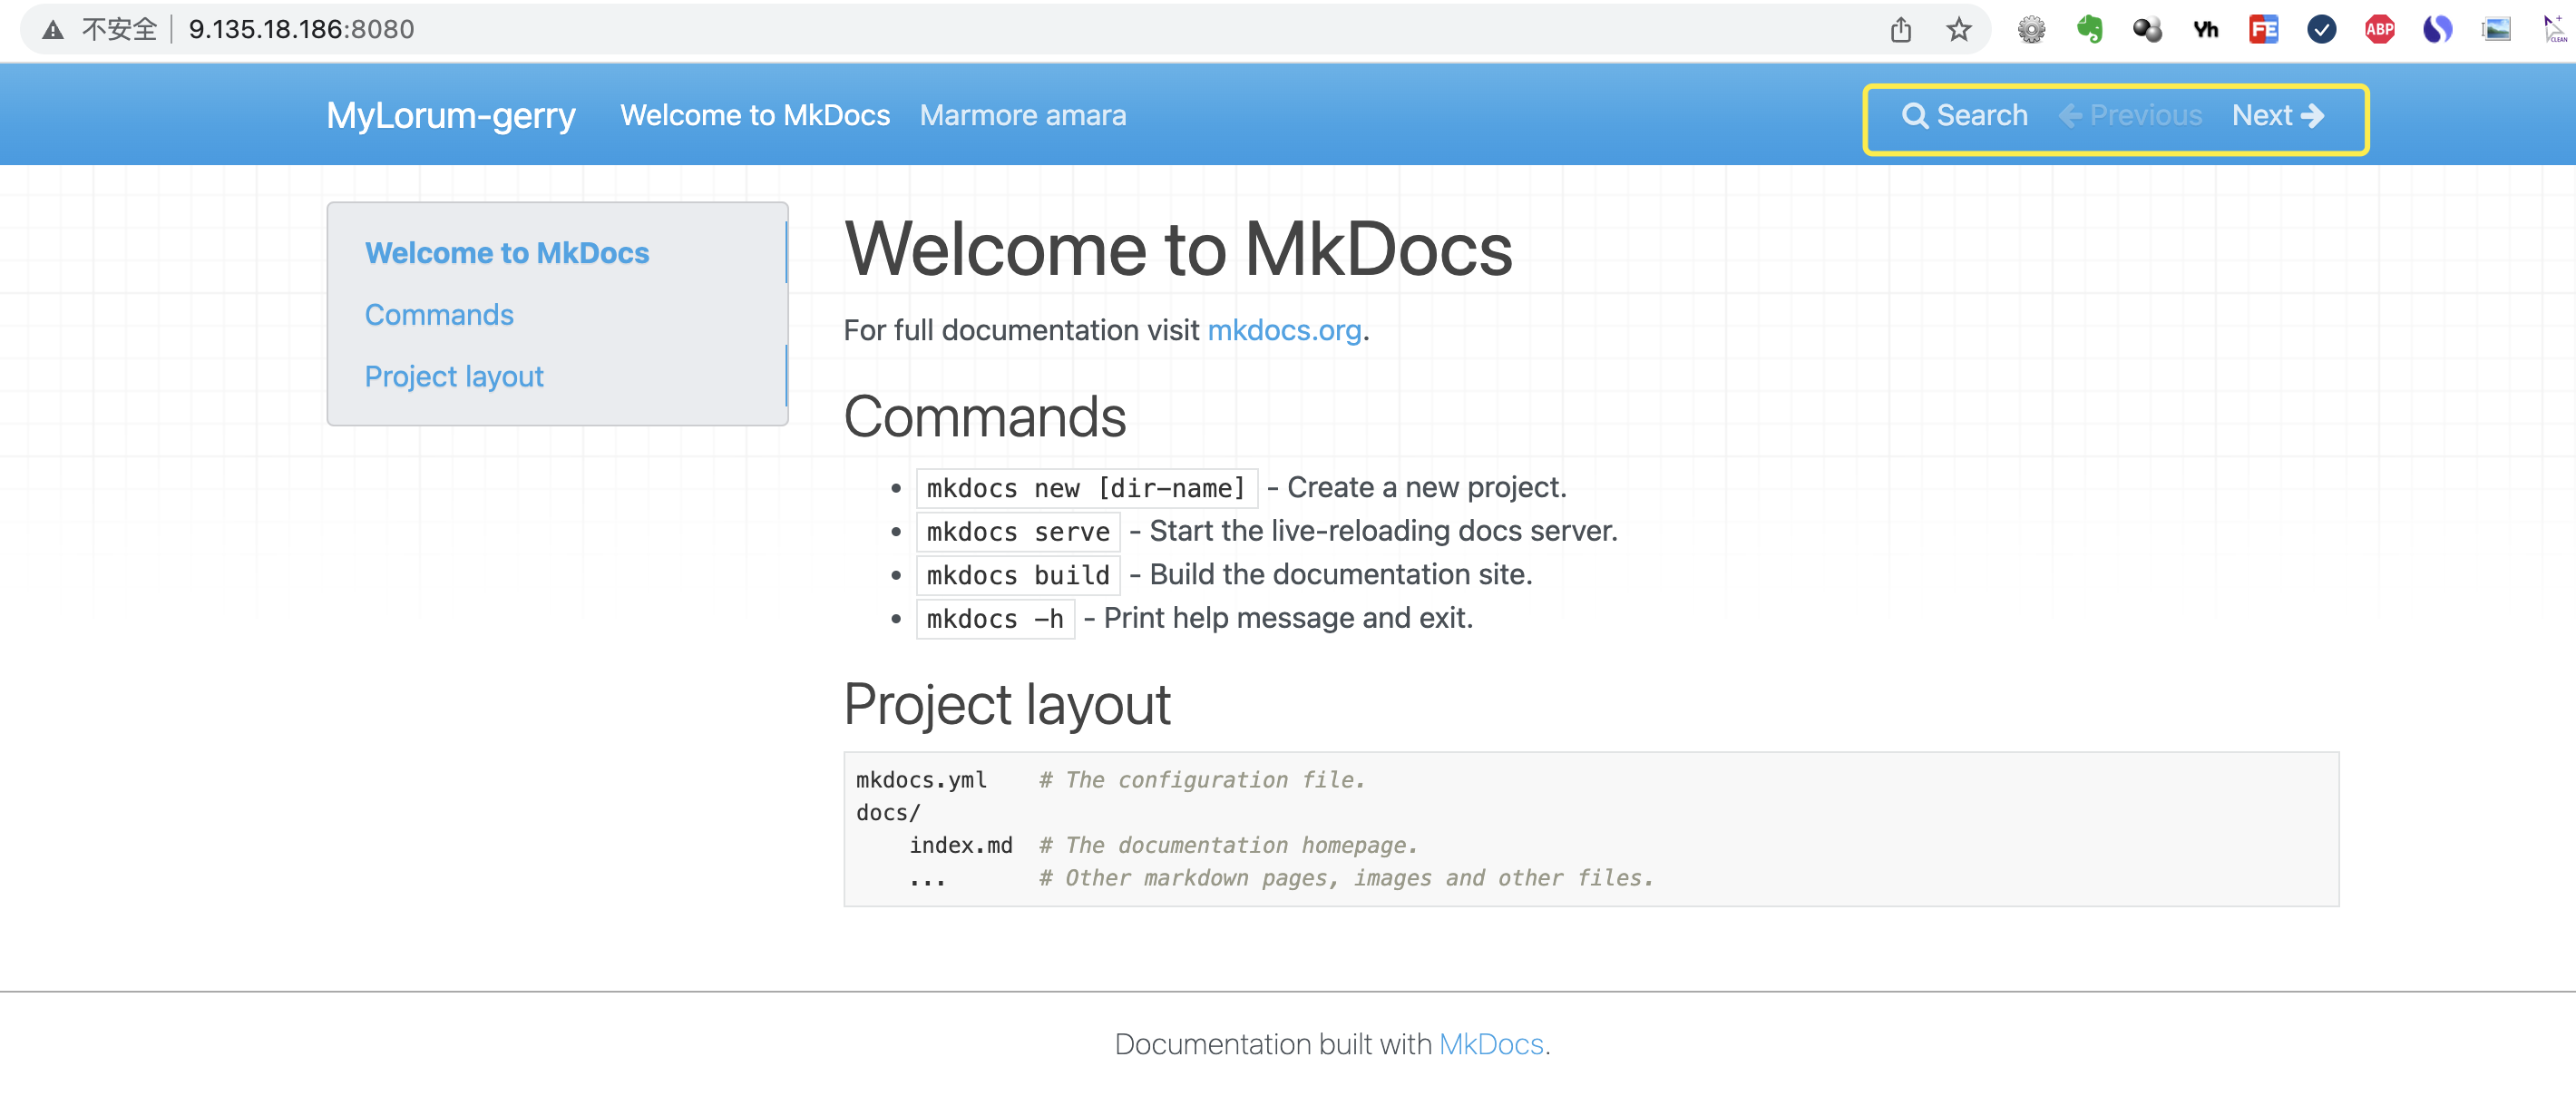 不安全 | 9.135.18.186:8080
Yh FE ABP CLEAN
MyLorum-gerry Welcome to MkDocs Marmore amara Search Previous Next
Welcome to MkDocs
Commands
Project layout
Welcome to MkDocs
For full documentation visit mkdocs.org.
Commands
• mkdocs new [dir-name] - Create a new project.
• mkdocs serve - Start the live-reloading docs server.
• mkdocs build - Build the documentation site.
• mkdocs -h - Print help message and exit.
Project layout
mkdocs.yml    # The configuration file.
docs/
    index.md  # The documentation homepage.
    ...       # Other markdown pages, images and other files.
Documentation built with MkDocs.